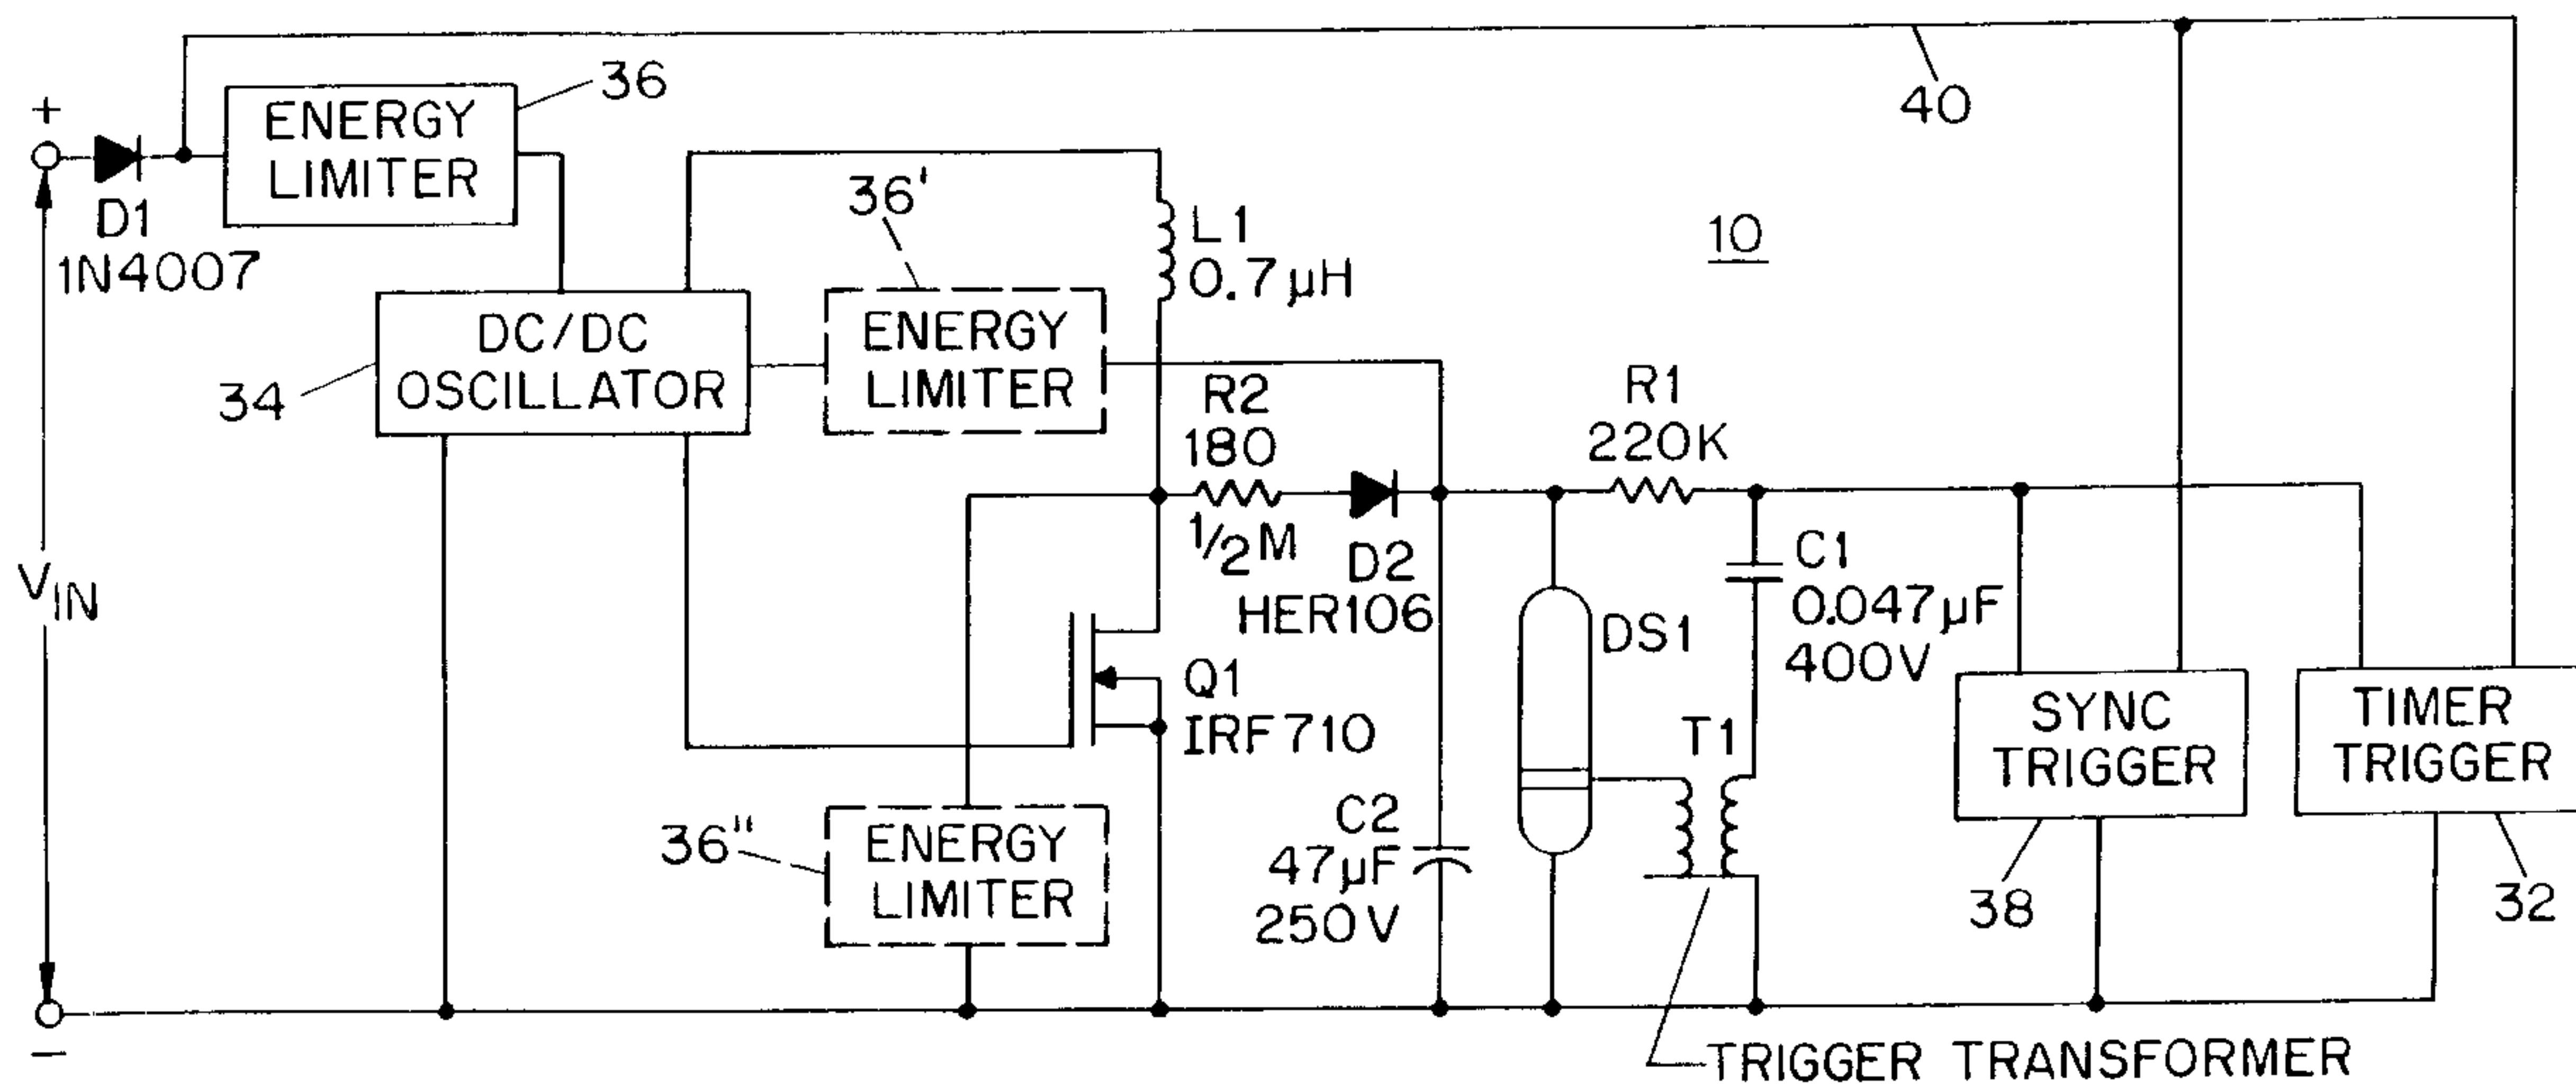 40
+
ENERGY
LIMITER
36
D1
1N4007
36'
L1
0.7µH
10
DC/DC
OSCILLATOR
34
ENERGY
LIMITER
R2
180
1/2M
D2
HER106
R1
220K
C1
0.047µF
400V
VIN
DS1
Q1
IRF710
T1
SYNC
TRIGGER
TIMER
TRIGGER
36"
ENERGY
LIMITER
C2
47µF
250V
38
32
−
TRIGGER TRANSFORMER